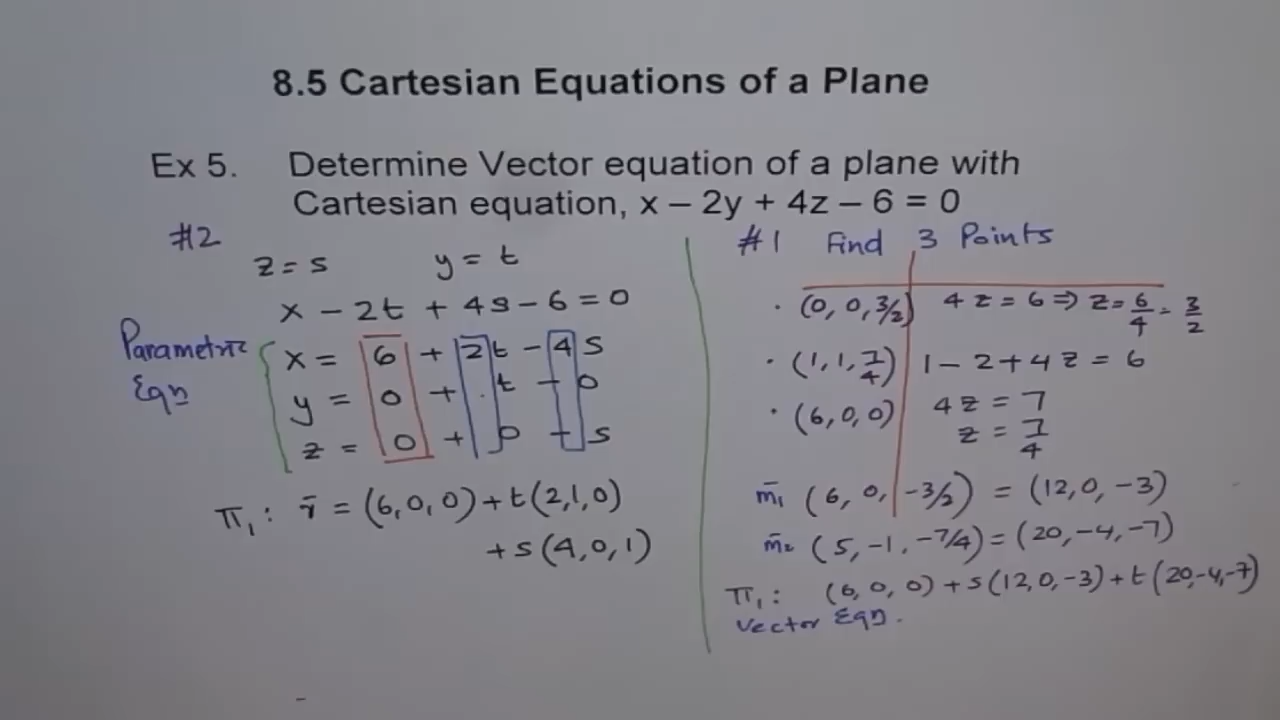 8.5 Cartesian Equations of a Plane
Ex 5. Determine Vector equation of a plane with
Cartesian equation, x – 2y + 4z – 6 = 0
#2
z = s y = t
x - 2t + 4s - 6 = 0
Parametric
Eqn
x = 6 + 2t - 4s
y = 0 + .t - 0
z = 0 + 0 + s
π₁ : r̄ = (6,0,0) + t(2,1,0)
+ s(4,0,1)
#1 Find 3 Points
· (0, 0, 3/2) 4z = 6 ⇒ z = 6/4 = 3/2
· (1, 1, 7/4) 1 - 2 + 4z = 6
4z = 7
· (6,0,0) z = 7/4
m̄₁ (6, 0, -3/2) = (12,0,-3)
m̄₂ (5, -1, -7/4) = (20,-4,-7)
π₁ : (6,0,0) + s(12,0,-3) + t(20,-4,-7)
Vector Eqn.